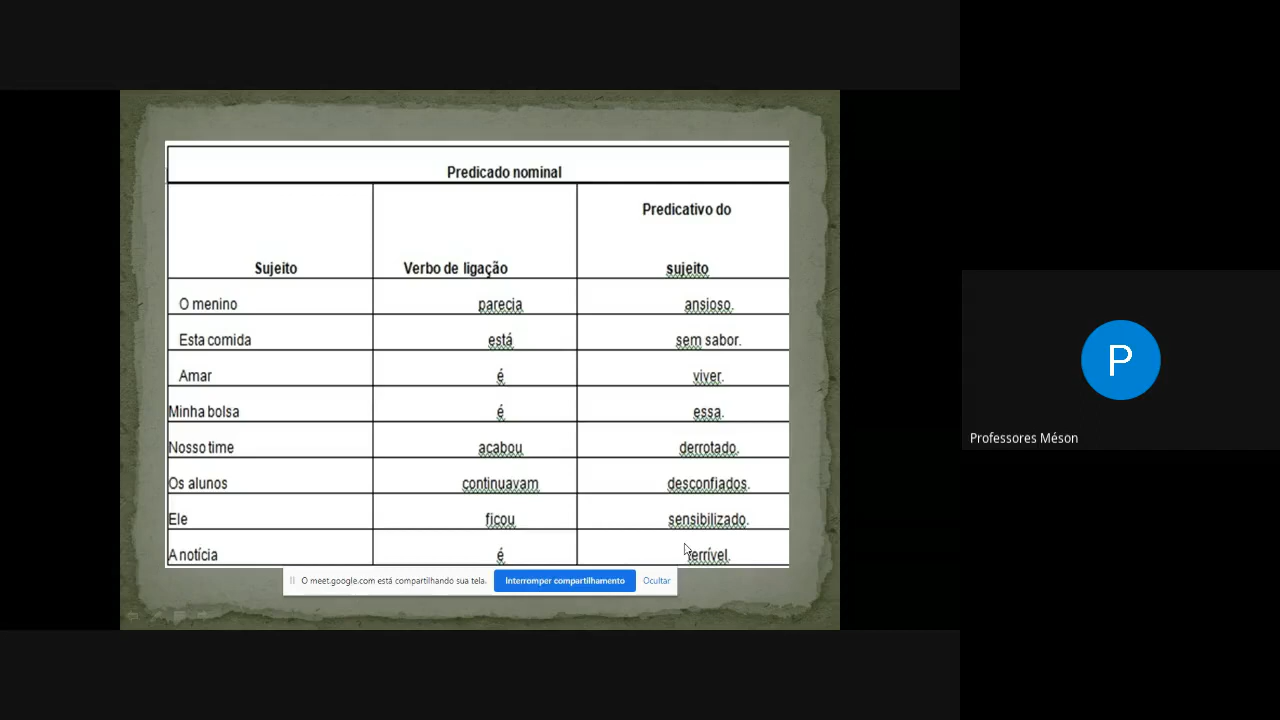 Predicado nominal
Predicativo do
Sujeito Verbo de ligação sujeito
O menino parecia ansioso.
Esta comida está sem sabor.
Amar é viver.
Minha bolsa é essa.
Nosso time acabou derrotado.
Os alunos continuavam desconfiados.
Ele ficou sensibilizado.
A notícia é terrível.
O meet.google.com está compartilhando sua tela. Interromper compartilhamento Ocultar
P
Professores Méson